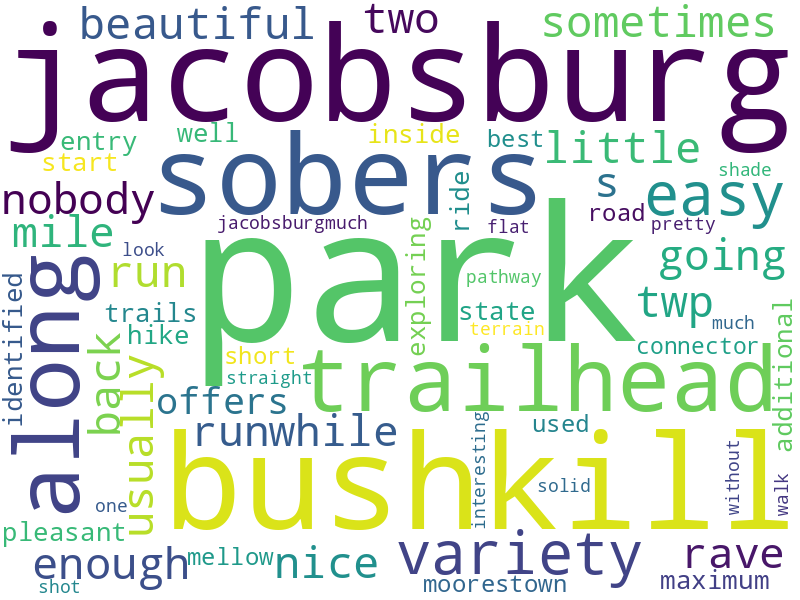 beautiful two sometimes
jacobsburg
entry well inside best little
start shade
nobody sobers s easy
mile jacobsburgmuch ride flat road pretty
look park going
run exploring pathway
along trails state twp
identified hike terrain much
back short connector
usually straight trailhead additional
offers
runwhile used
interesting
bushkill
one solid without walk
pleasant
enough mellow nice variety rave
shot moorestown maximum